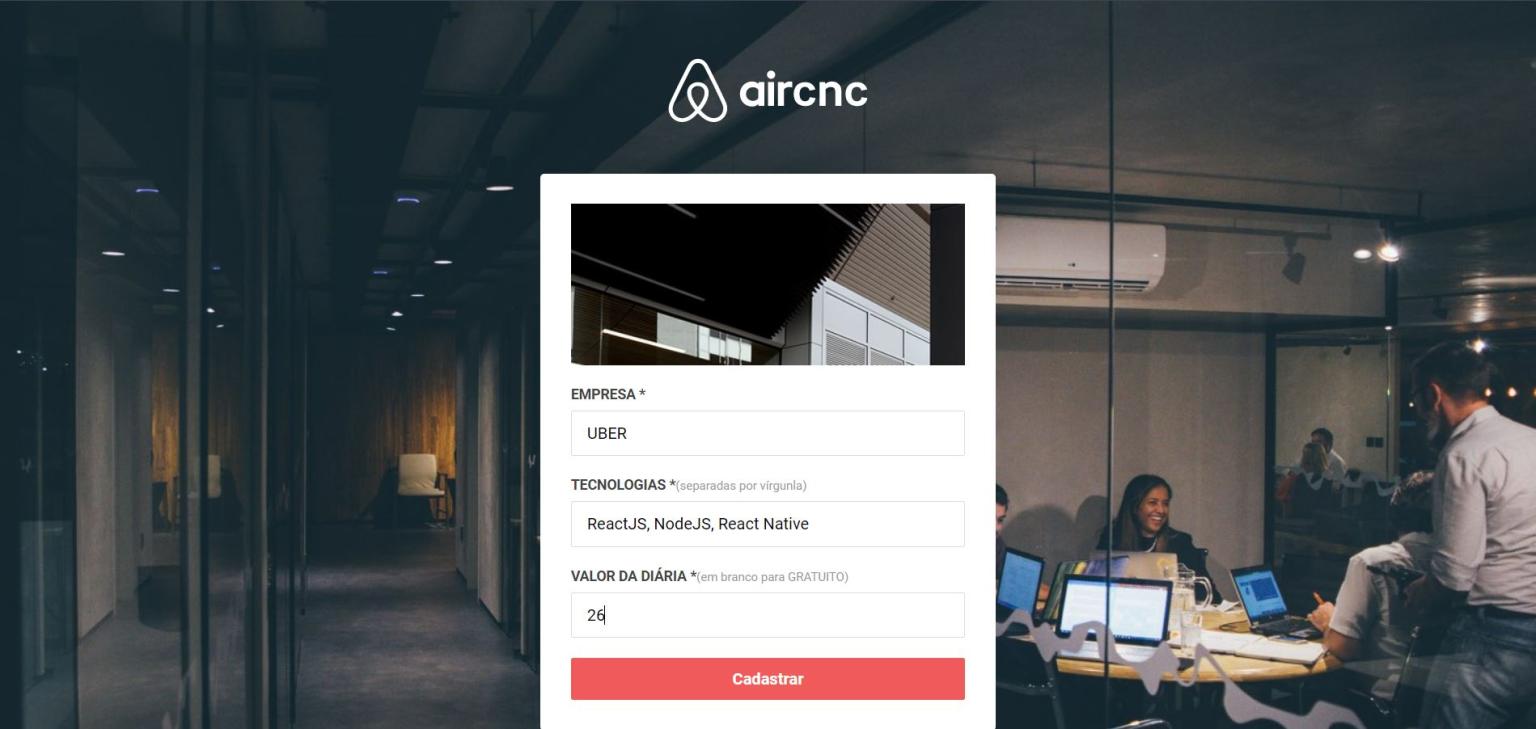 aircnc
EMPRESA *
UBER
TECNOLOGIAS *(separadas por vírgunla)
ReactJS, NodeJS, React Native
VALOR DA DIÁRIA *(em branco para GRATUITO)
26
Cadastrar